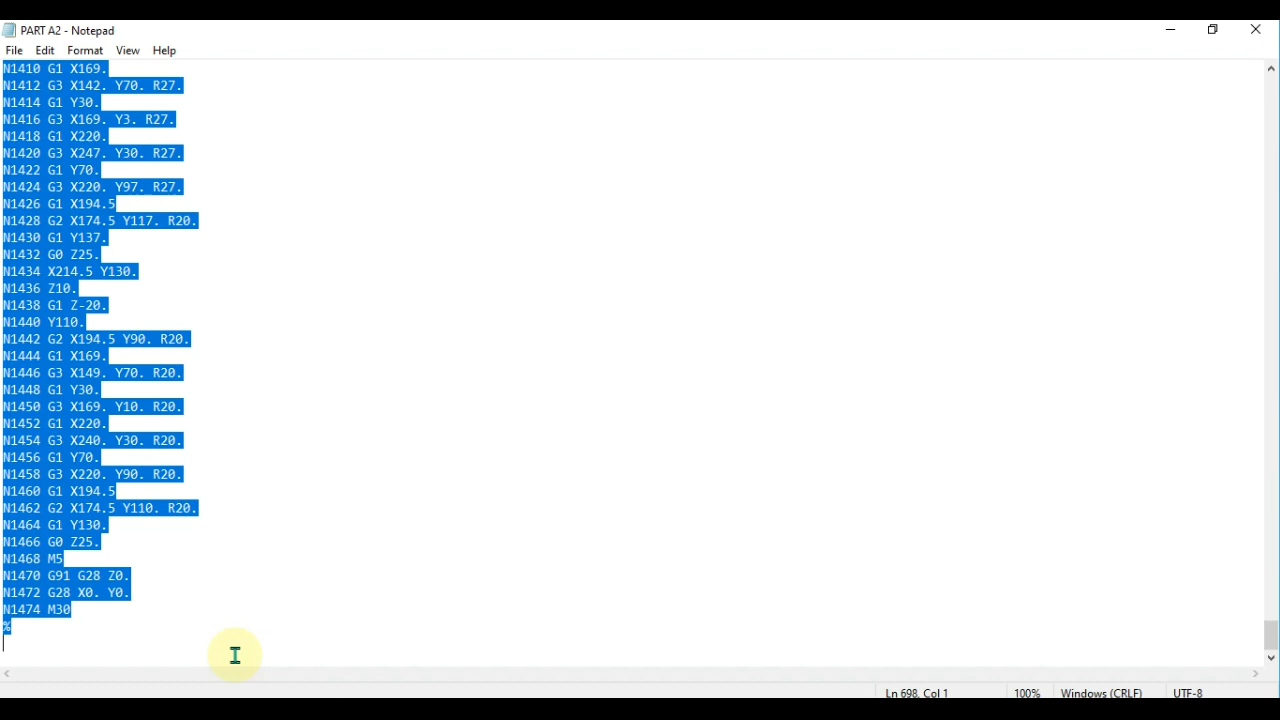 PART A2 - Notepad
File Edit Format View Help
N1410 G1 X169.
N1412 G3 X142. Y70. R27.
N1414 G1 Y30.
N1416 G3 X169. Y3. R27.
N1418 G1 X220.
N1420 G3 X247. Y30. R27.
N1422 G1 Y70.
N1424 G3 X220. Y97. R27.
N1426 G1 X194.5
N1428 G2 X174.5 Y117. R20.
N1430 G1 Y137.
N1432 G0 Z25.
N1434 X214.5 Y130.
N1436 Z10.
N1438 G1 Z-20.
N1440 Y110.
N1442 G2 X194.5 Y90. R20.
N1444 G1 X169.
N1446 G3 X149. Y70. R20.
N1448 G1 Y30.
N1450 G3 X169. Y10. R20.
N1452 G1 X220.
N1454 G3 X240. Y30. R20.
N1456 G1 Y70.
N1458 G3 X220. Y90. R20.
N1460 G1 X194.5
N1462 G2 X174.5 Y110. R20.
N1464 G1 Y130.
N1466 G0 Z25.
N1468 M5
N1470 G91 G28 Z0.
N1472 G28 X0. Y0.
N1474 M30
%
Ln 698, Col 1 100% Windows (CRLF) UTF-8